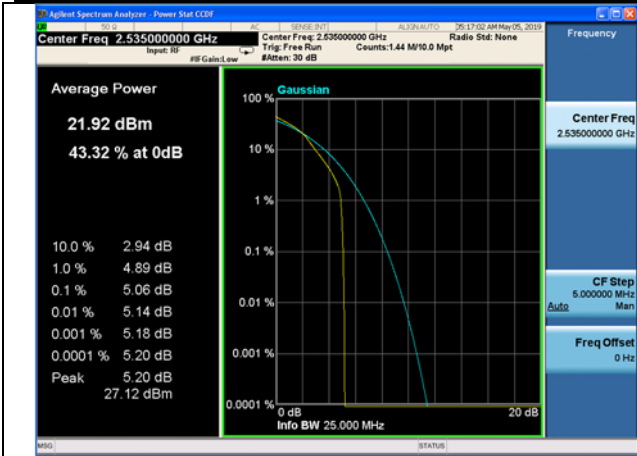 Agilent Spectrum Analyzer - Power Stat CCDF
50 Ω AC SENSE:INT ALIGNAUTO 05:17:02 AM May 05, 2019
Center Freq 2.535000000 GHz
Center Freq: 2.535000000 GHz Radio Std: None
Input: RF Trig: Free Run Counts:1.44 M/10.0 Mpt
#IFGain:Low #Atten: 30 dB
Frequency
Average Power
21.92 dBm
43.32 % at 0dB
10.0 % 2.94 dB
1.0 % 4.89 dB
0.1 % 5.06 dB
0.01 % 5.14 dB
0.001 % 5.18 dB
0.0001 % 5.20 dB
Peak 5.20 dB
27.12 dBm
Gaussian
100 %
10 %
1 %
0.1 %
0.01 %
0.001 %
0.0001 %
0 dB 20 dB
Info BW 25.000 MHz
Center Freq
2.535000000 GHz
CF Step
5.000000 MHz
Auto Man
Freq Offset
0 Hz
MSG STATUS